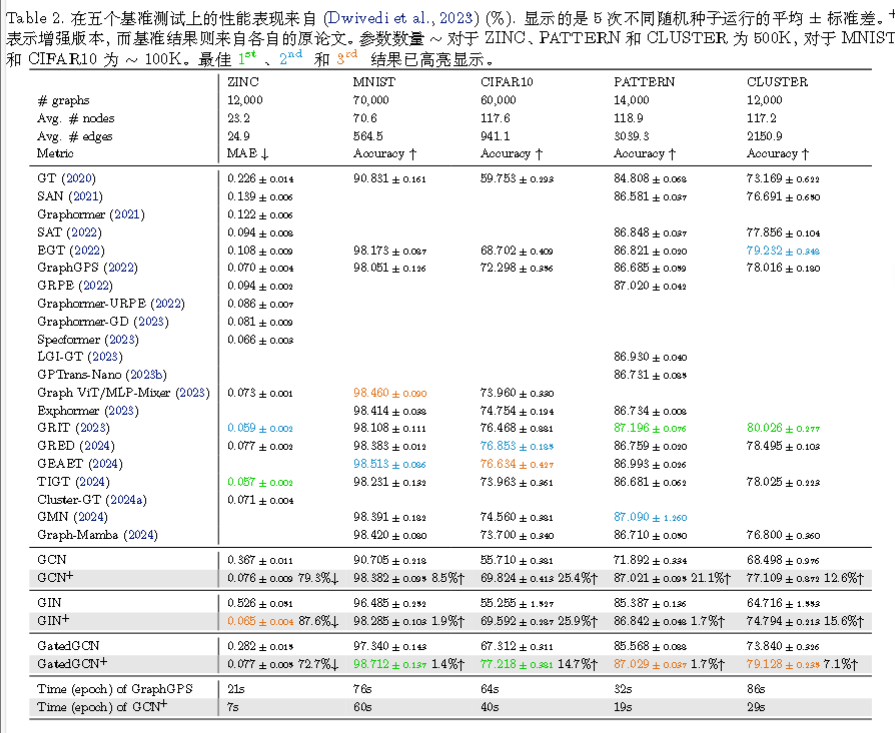 Table 2. 在五个基准测试上的性能表现来自 (Dwivedi et al., 2023) (%). 显示的是 5 次不同随机种子运行的平均 ± 标准差。+
表示增强版本, 而基准结果则来自各自的原论文。参数数量 ~ 对于 ZINC、PATTERN 和 CLUSTER 为 500K, 对于 MNIST
和 CIFAR10 为 ~ 100K。最佳 1st 、2nd 和 3rd 结果已高亮显示。
ZINC MNIST CIFAR10 PATTERN CLUSTER
# graphs 12,000 70,000 60,000 14,000 12,000
Avg. # nodes 23.2 70.6 117.6 118.9 117.2
Avg. # edges 24.9 564.5 941.1 3039.3 2150.9
Metric MAE ↓ Accuracy ↑ Accuracy ↑ Accuracy ↑ Accuracy ↑
GT (2020) 0.226 ± 0.014 90.831 ± 0.161 59.753 ± 0.293 84.808 ± 0.068 73.169 ± 0.622
SAN (2021) 0.139 ± 0.006 86.581 ± 0.037 76.691 ± 0.650
Graphormer (2021) 0.122 ± 0.006
SAT (2022) 0.094 ± 0.008 86.848 ± 0.037 77.856 ± 0.104
EGT (2022) 0.108 ± 0.009 98.173 ± 0.087 68.702 ± 0.409 86.821 ± 0.020 79.232 ± 0.348
GraphGPS (2022) 0.070 ± 0.004 98.051 ± 0.126 72.298 ± 0.356 86.685 ± 0.059 78.016 ± 0.180
GRPE (2022) 0.094 ± 0.002 87.020 ± 0.042
Graphormer-URPE (2022) 0.086 ± 0.007
Graphormer-GD (2023) 0.081 ± 0.009
Specformer (2023) 0.066 ± 0.003
LGI-GT (2023) 86.930 ± 0.040
GPTrans-Nano (2023b) 86.731 ± 0.085
Graph ViT/MLP-Mixer (2023) 0.073 ± 0.001 98.460 ± 0.090 73.960 ± 0.330
Exphormer (2023) 98.414 ± 0.038 74.754 ± 0.194 86.734 ± 0.008
GRIT (2023) 0.059 ± 0.002 98.108 ± 0.111 76.468 ± 0.881 87.196 ± 0.076 80.026 ± 0.277
GRED (2024) 0.077 ± 0.002 98.383 ± 0.012 76.853 ± 0.185 86.759 ± 0.020 78.495 ± 0.103
GEAET (2024) 98.513 ± 0.086 76.634 ± 0.427 86.993 ± 0.026
TIGT (2024) 0.057 ± 0.002 98.231 ± 0.132 73.963 ± 0.361 86.681 ± 0.062 78.025 ± 0.223
Cluster-GT (2024a) 0.071 ± 0.004
GMN (2024) 98.391 ± 0.182 74.560 ± 0.381 87.090 ± 1.260
Graph-Mamba (2024) 98.420 ± 0.080 73.700 ± 0.340 86.710 ± 0.050 76.800 ± 0.360
GCN 0.367 ± 0.011 90.705 ± 0.218 55.710 ± 0.381 71.892 ± 0.334 68.498 ± 0.976
GCN+ 0.076 ± 0.009 79.3%↓ 98.382 ± 0.095 8.5%↑ 69.824 ± 0.413 25.4%↑ 87.021 ± 0.095 21.1%↑ 77.109 ± 0.872 12.6%↑
GIN 0.526 ± 0.051 96.485 ± 0.252 55.255 ± 1.527 85.387 ± 0.136 64.716 ± 1.553
GIN+ 0.065 ± 0.004 87.6%↓ 98.285 ± 0.103 1.9%↑ 69.592 ± 0.287 25.9%↑ 86.842 ± 0.048 1.7%↑ 74.794 ± 0.213 15.6%↑
GatedGCN 0.282 ± 0.015 97.340 ± 0.143 67.312 ± 0.311 85.568 ± 0.088 73.840 ± 0.326
GatedGCN+ 0.077 ± 0.005 72.7%↓ 98.712 ± 0.137 1.4%↑ 77.218 ± 0.381 14.7%↑ 87.029 ± 0.037 1.7%↑ 79.128 ± 0.235 7.1%↑
Time (epoch) of GraphGPS 21s 76s 64s 32s 86s
Time (epoch) of GCN+ 7s 60s 40s 19s 29s